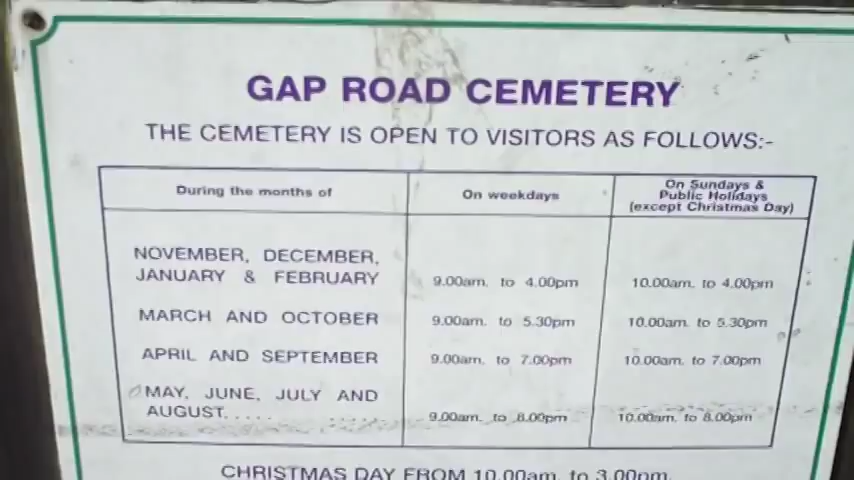 GAP ROAD CEMETERY
THE CEMETERY IS OPEN TO VISITORS AS FOLLOWS:-
During the months of
On weekdays
On Sundays &
Public Holidays
(except Christmas Day)
NOVEMBER, DECEMBER,
JANUARY & FEBRUARY 9.00am. to 4.00pm 10.00am. to 4.00pm
MARCH AND OCTOBER 9.00am. to 5.30pm 10.00am. to 5.30pm
APRIL AND SEPTEMBER 9.00am. to 7.00pm 10.00am. to 7.00pm
MAY, JUNE, JULY AND
AUGUST..... 9.00am. to 8.00pm 10.00am. to 8.00pm
CHRISTMAS DAY FROM 10.00am. to 3.00pm.